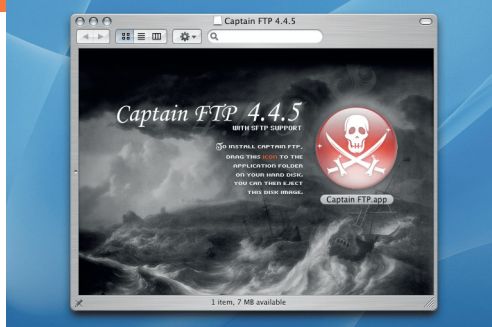 Captain FTP 4.4.5
Captain FTP 4.4.5
WITH SFTP SUPPORT
TO INSTALL CAPTAIN FTP,
DRAG THIS ICON TO THE
APPLICATION FOLDER
ON YOUR HARD DISK.
YOU CAN THEN EJECT
THIS DISK IMAGE.
Captain FTP.app
1 item, 7 MB available